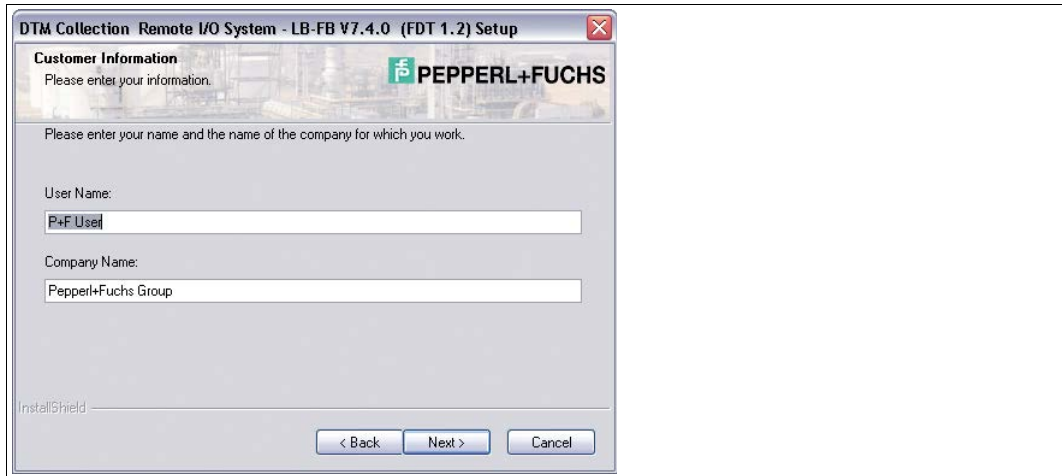 DTM Collection Remote I/O System - LB-FB V7.4.0 (FDT 1.2) Setup
Customer Information
Please enter your information.
PEPPERL+FUCHS
Please enter your name and the name of the company for which you work.
User Name:
P+F User
Company Name:
Pepperl+Fuchs Group
InstallShield
< Back Next > Cancel